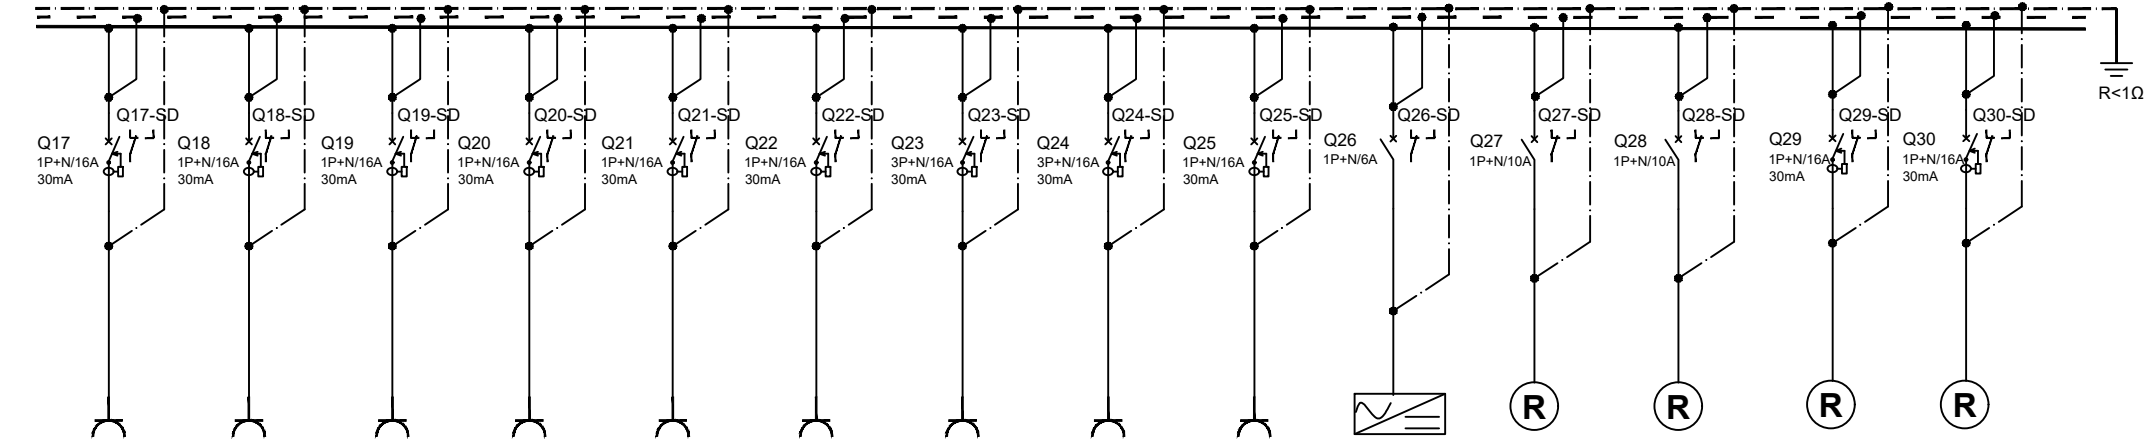 Q17-SD
Q17
1P+N/16A
30mA
Q18-SD
Q18
1P+N/16A
30mA
Q19-SD
Q19
1P+N/16A
30mA
Q20-SD
Q20
1P+N/16A
30mA
Q21-SD
Q21
1P+N/16A
30mA
Q22-SD
Q22
1P+N/16A
30mA
Q23-SD
Q23
3P+N/16A
30mA
Q24-SD
Q24
3P+N/16A
30mA
Q25-SD
Q25
1P+N/16A
30mA
Q26-SD
Q26
1P+N/6A
Q27-SD
Q27
1P+N/10A
R
Q28-SD
Q28
1P+N/10A
R
Q29-SD
Q29
1P+N/16A
30mA
R
Q30-SD
Q30
1P+N/16A
30mA
R
R<1Ω